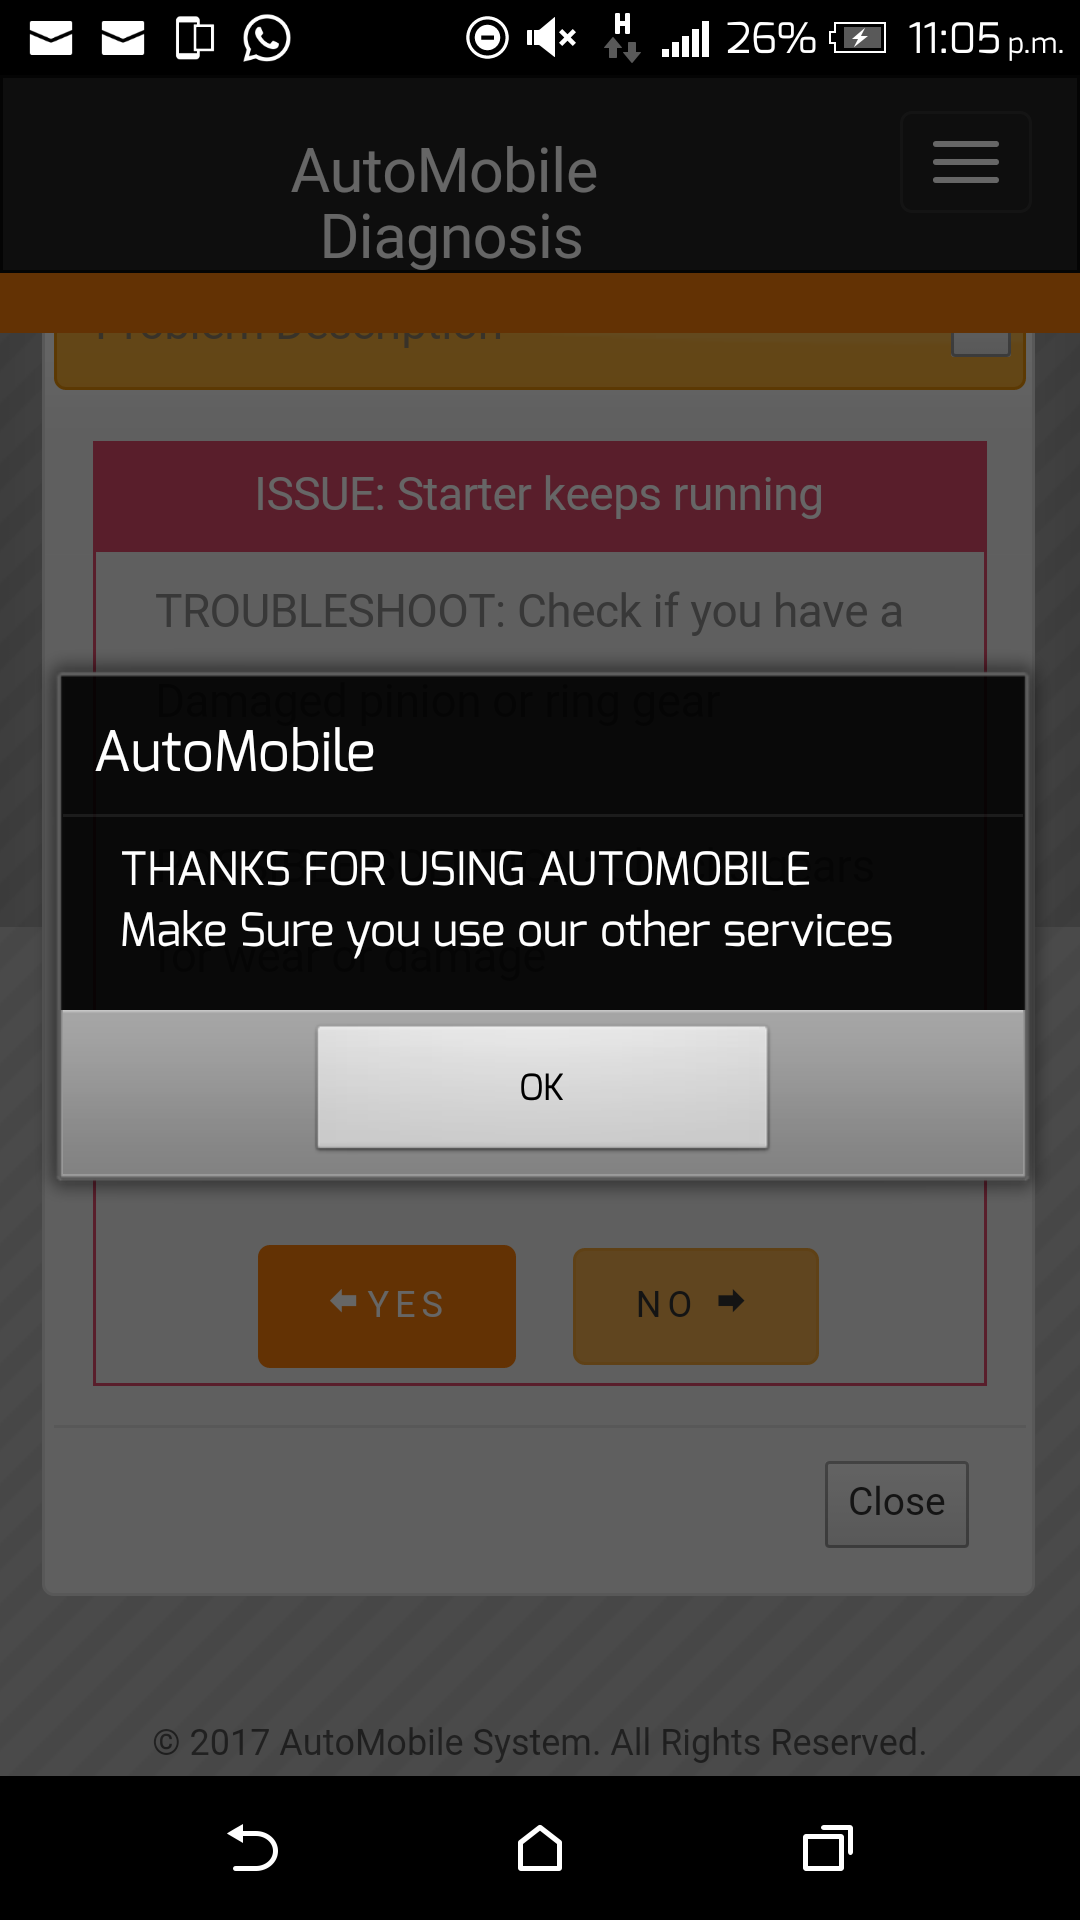 26% 11:05 p.m.
AutoMobile
Diagnosis
Problem Description
ISSUE: Starter keeps running
TROUBLESHOOT: Check if you have a
Damaged pinion or ring gear
AutoMobile
THANKS FOR USING AUTOMOBILE
Make Sure you use our other services
for wear or damage
OK
YES
NO
Close
© 2017 AutoMobile System. All Rights Reserved.